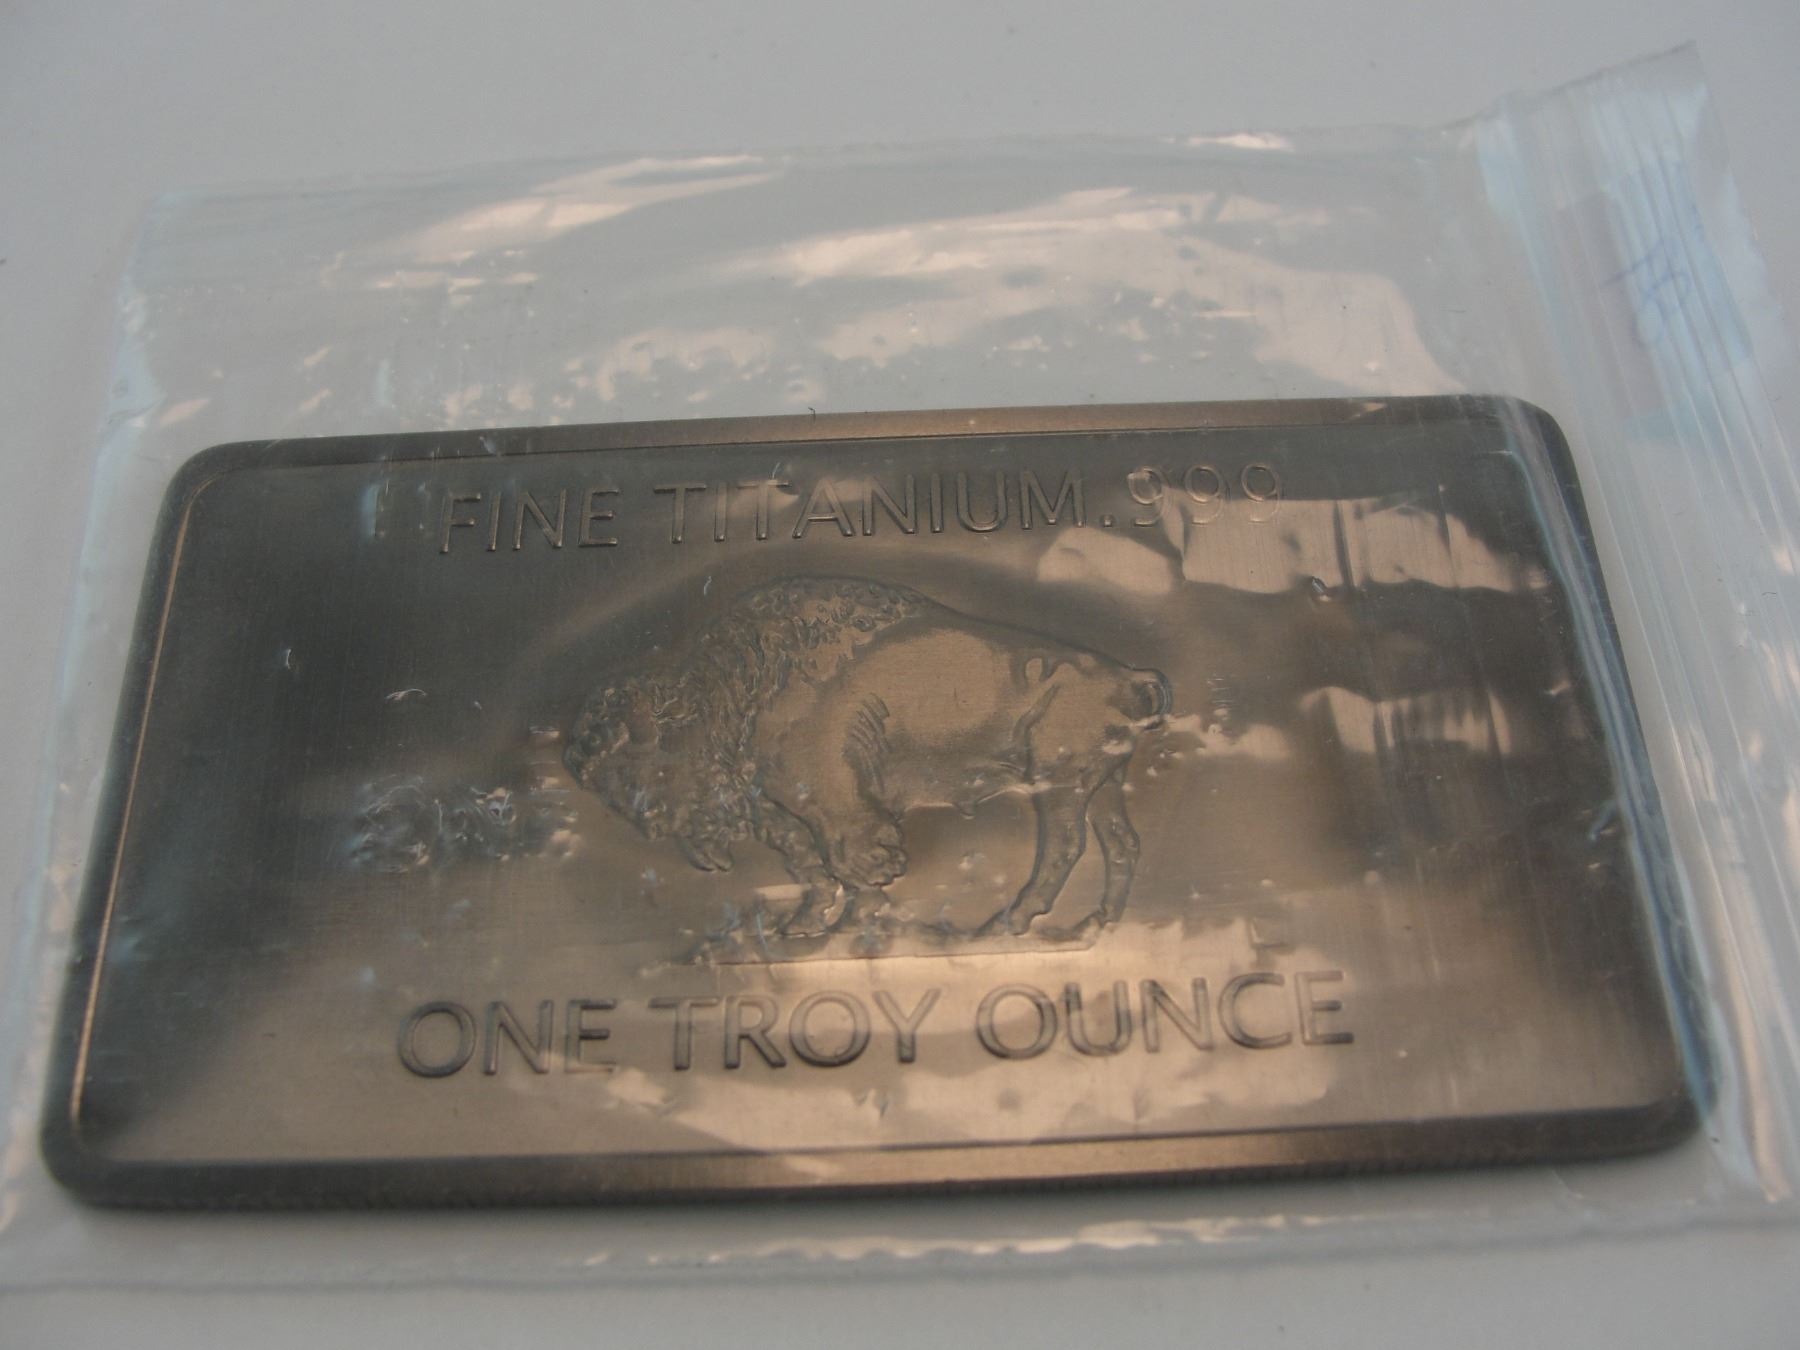 FINE TITANIUM .999
ONE TROY OUNCE